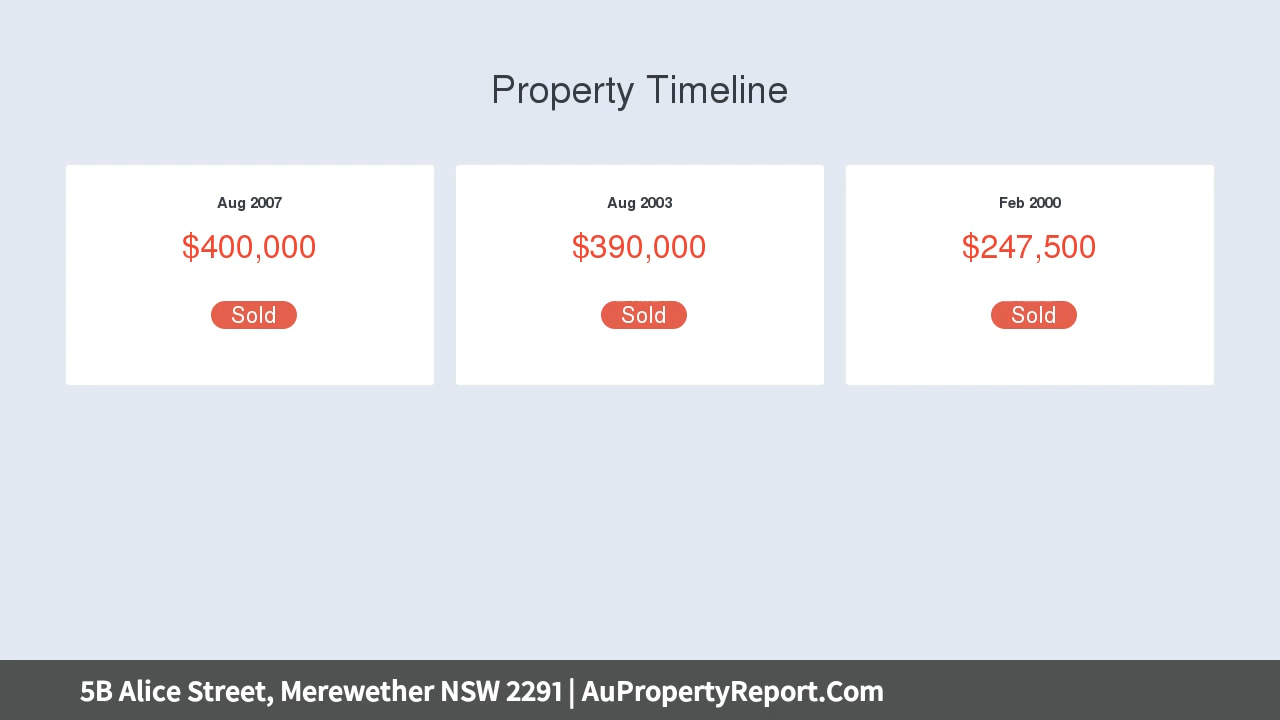 Property Timeline
Aug 2007
$400,000
Sold
Aug 2003
$390,000
Sold
Feb 2000
$247,500
Sold
5B Alice Street, Merewether NSW 2291 | AuPropertyReport.Com